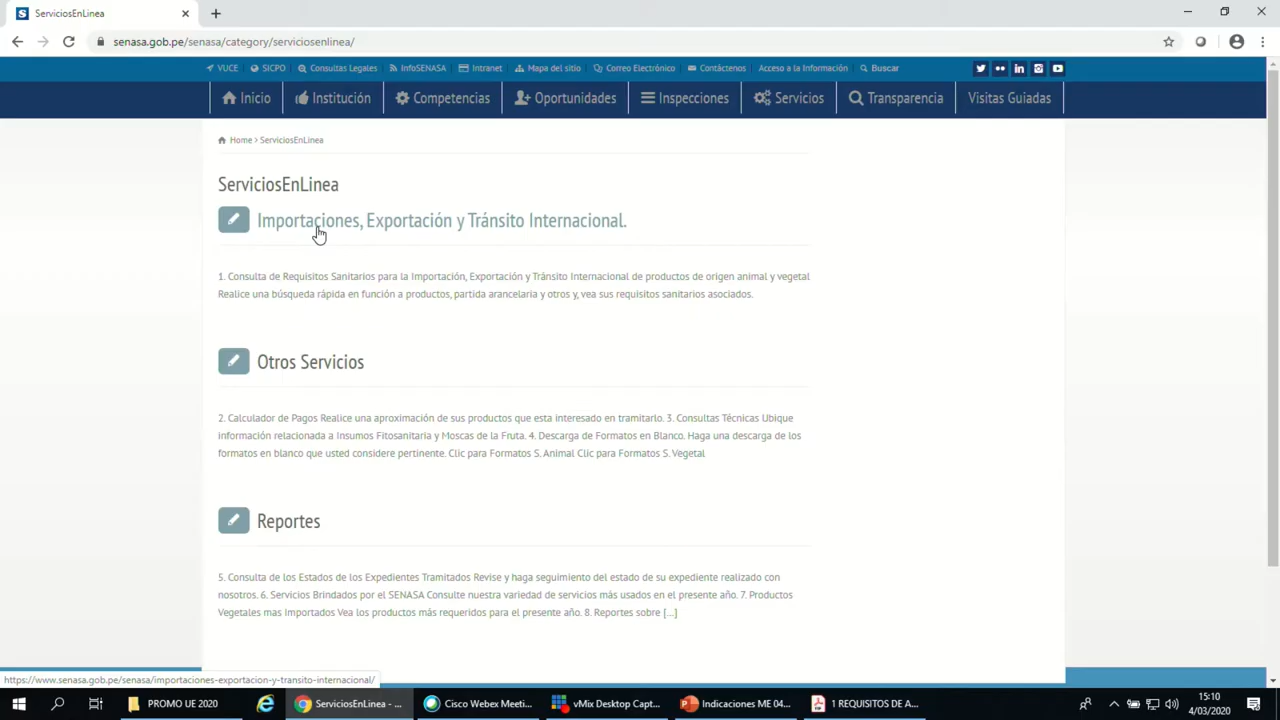 ServiciosEnLinea
senasa.gob.pe/senasa/category/serviciosenlinea/
VUCE SICPO Consultas Legales InfoSENASA Intranet Mapa del sitio Correo Electrónico Contáctenos Acceso a la Información Buscar
Inicio Institución Competencias Oportunidades Inspecciones Servicios Transparencia Visitas Guiadas
Home > ServiciosEnLinea
ServiciosEnLinea
Importaciones, Exportación y Tránsito Internacional.
1. Consulta de Requisitos Sanitarios para la Importación, Exportación y Tránsito Internacional de productos de origen animal y vegetal
Realice una búsqueda rápida en función a productos, partida arancelaria y otros y, vea sus requisitos sanitarios asociados.
Otros Servicios
2. Calculador de Pagos Realice una aproximación de sus productos que esta interesado en tramitarlo. 3. Consultas Técnicas Ubique
información relacionada a Insumos Fitosanitaria y Moscas de la Fruta. 4. Descarga de Formatos en Blanco. Haga una descarga de los
formatos en blanco que usted considere pertinente. Clic para Formatos S. Animal Clic para Formatos S. Vegetal
Reportes
5. Consulta de los Estados de los Expedientes Tramitados Revise y haga seguimiento del estado de su expediente realizado con
nosotros. 6. Servicios Brindados por el SENASA Consulte nuestra variedad de servicios más usados en el presente año. 7. Productos
Vegetales mas Importados Vea los productos más requeridos para el presente año. 8. Reportes sobre [...]
https://www.senasa.gob.pe/senasa/importaciones-exportacion-y-transito-internacional/
PROMO UE 2020 ServiciosEnLinea - ... Cisco Webex Meeti... vMix Desktop Capt... Indicaciones ME 04... 1 REQUISITOS DE A...
15:10
4/03/2020